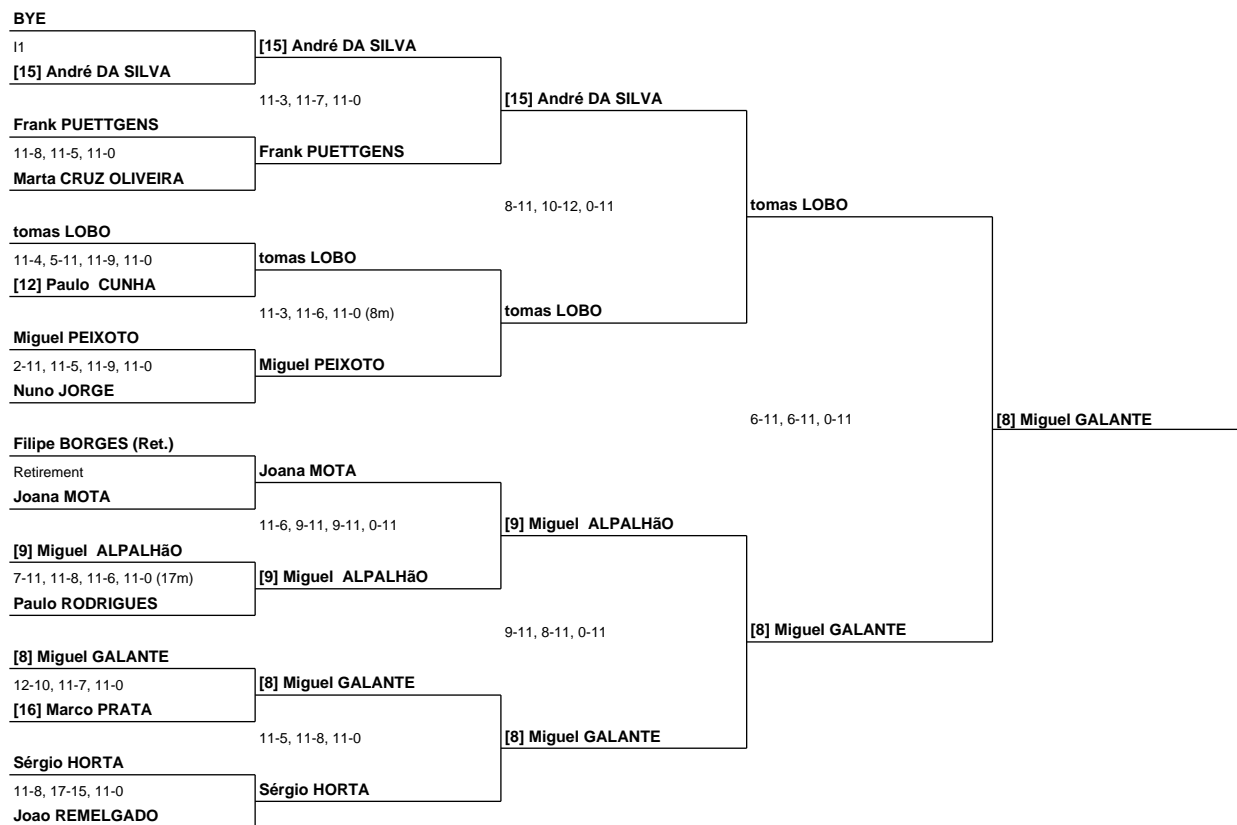 BYE
I1
[15] André DA SILVA
[15] André DA SILVA
11-3, 11-7, 11-0
[15] André DA SILVA
Frank PUETTGENS
11-8, 11-5, 11-0
Frank PUETTGENS
Marta CRUZ OLIVEIRA
8-11, 10-12, 0-11
tomas LOBO
tomas LOBO
11-4, 5-11, 11-9, 11-0
tomas LOBO
[12] Paulo  CUNHA
11-3, 11-6, 11-0 (8m)
tomas LOBO
Miguel PEIXOTO
2-11, 11-5, 11-9, 11-0
Miguel PEIXOTO
Nuno JORGE
6-11, 6-11, 0-11
[8] Miguel GALANTE
Filipe BORGES (Ret.)
Retirement
Joana MOTA
Joana MOTA
11-6, 9-11, 9-11, 0-11
[9] Miguel  ALPALHãO
[9] Miguel  ALPALHãO
7-11, 11-8, 11-6, 11-0 (17m)
[9] Miguel  ALPALHãO
Paulo RODRIGUES
9-11, 8-11, 0-11
[8] Miguel GALANTE
[8] Miguel GALANTE
12-10, 11-7, 11-0
[8] Miguel GALANTE
[16] Marco PRATA
11-5, 11-8, 11-0
[8] Miguel GALANTE
Sérgio HORTA
11-8, 17-15, 11-0
Sérgio HORTA
Joao REMELGADO